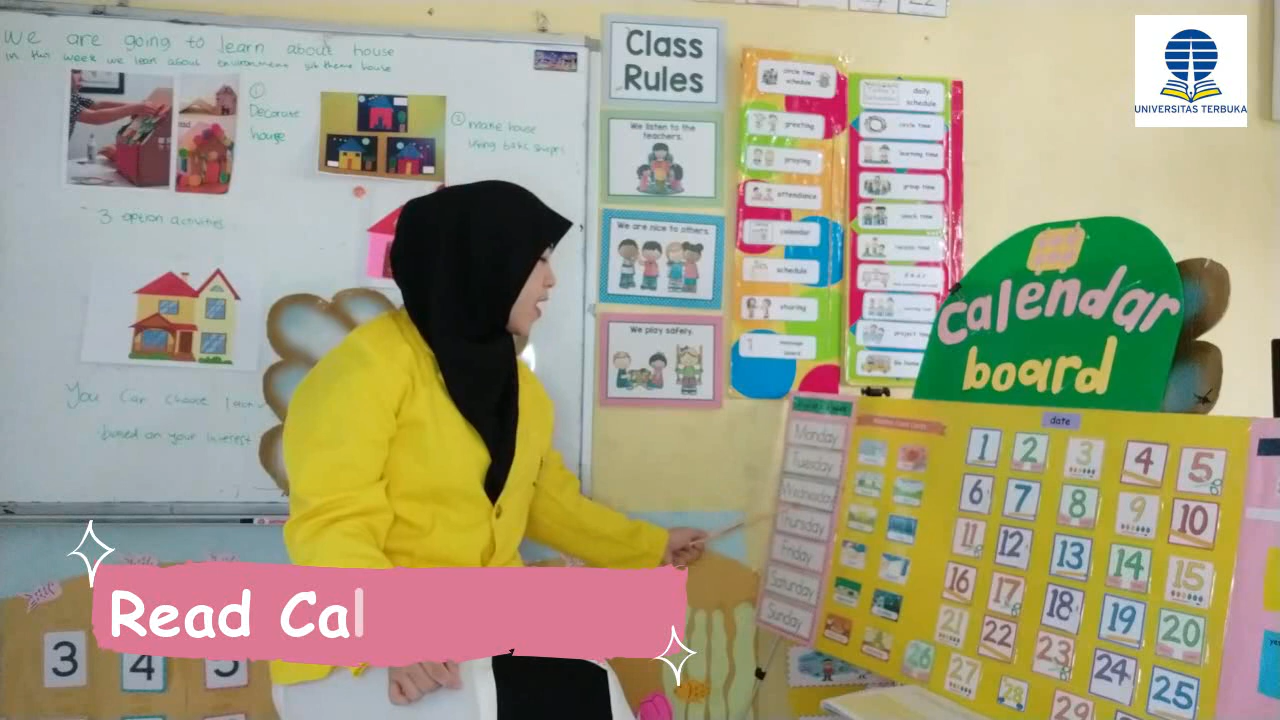 We are going to learn about house
in this week we learn about environment sub theme house
1
Decorate
house
2 make house
using basic shapes
3 option activities
You can choose
based on your interest
Class
Rules
We listen to the
teachers.
We are nice to others.
We play safely.
circle time
schedule
greeting
praying
attendance
calendar
schedule
sharing
daily
schedule
circle time
learning time
group time
snack time
UNIVERSITAS TERBUKA
calendar
board
date
Monday
Tuesday
Wednesday
Thursday
Friday
Saturday
Sunday
1 2 3 4 5
6 7 8 9 10
11 12 13 14 15
16 17 18 19 20
21 22 23 24 25
26 27 28 29
3 4 5
Read Cal